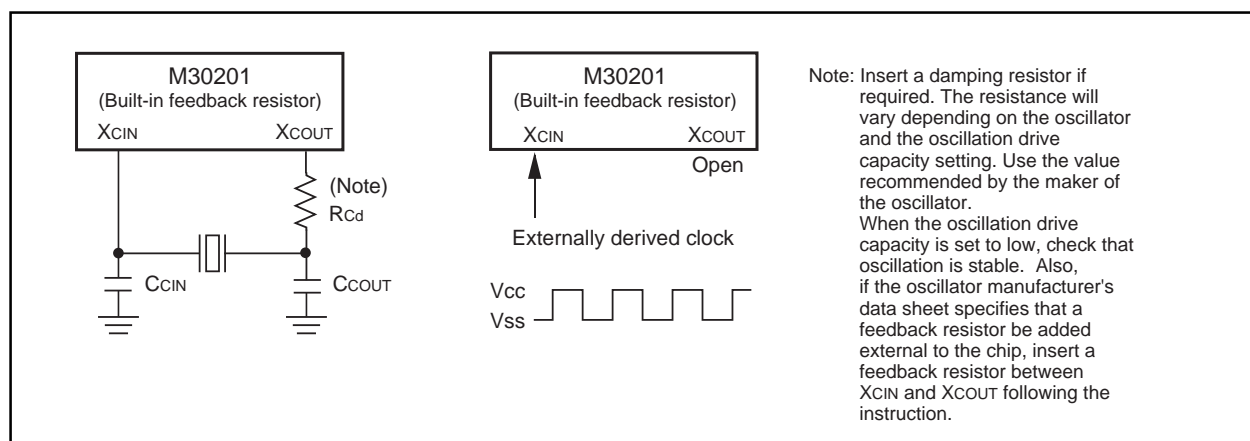 M30201
(Built-in feedback resistor)
XCIN XCOUT
(Note)
RCd
CCIN
CCOUT
M30201
(Built-in feedback resistor)
XCIN XCOUT
Open
Externally derived clock
Vcc
Vss
Note: Insert a damping resistor if
required. The resistance will
vary depending on the oscillator
and the oscillation drive
capacity setting. Use the value
recommended by the maker of
the oscillator.
When the oscillation drive
capacity is set to low, check that
oscillation is stable. Also,
if the oscillator manufacturer's
data sheet specifies that a
feedback resistor be added
external to the chip, insert a
feedback resistor between
XCIN and XCOUT following the
instruction.